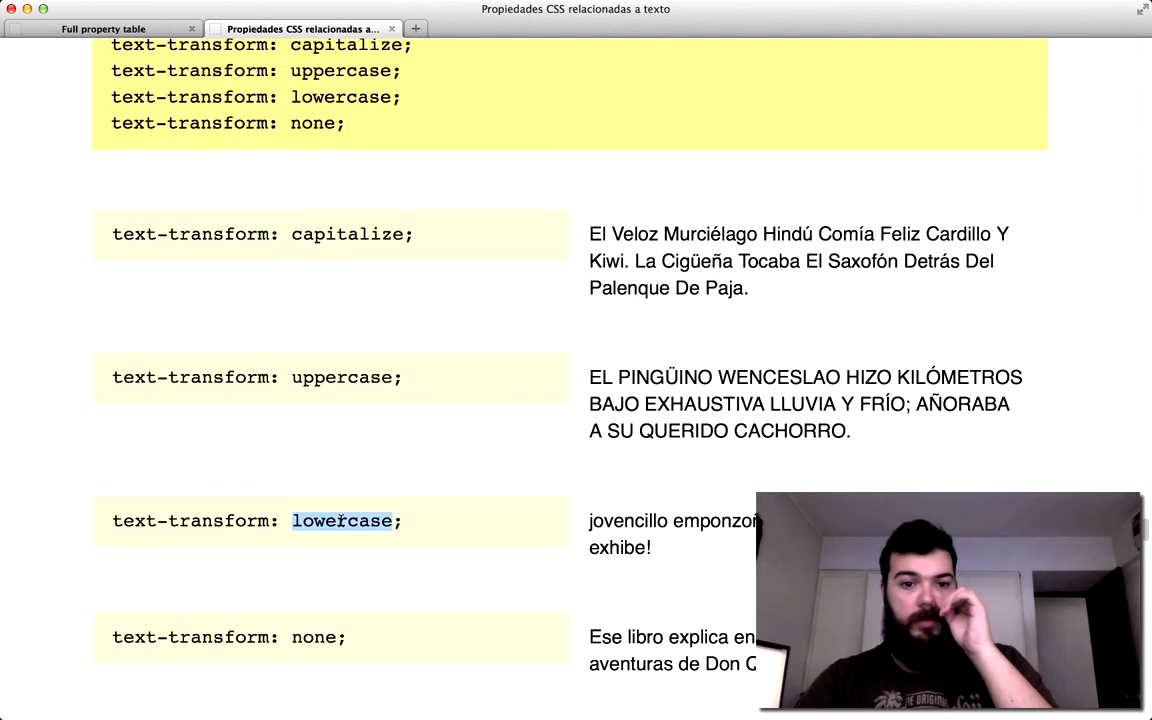 Propiedades CSS relacionadas a texto
Full property table
Propiedades CSS relacionadas a...
text-transform: capitalize;
text-transform: uppercase;
text-transform: lowercase;
text-transform: none;
text-transform: capitalize;
El Veloz Murciélago Hindú Comía Feliz Cardillo Y
Kiwi. La Cigüeña Tocaba El Saxofón Detrás Del
Palenque De Paja.
text-transform: uppercase;
EL PINGÜINO WENCESLAO HIZO KILÓMETROS
BAJO EXHAUSTIVA LLUVIA Y FRÍO; AÑORABA
A SU QUERIDO CACHORRO.
text-transform: lowercase;
jovencillo
exhibe!
text-transform: none;
Ese libro explica en
aventuras de Don
ORIGINAL